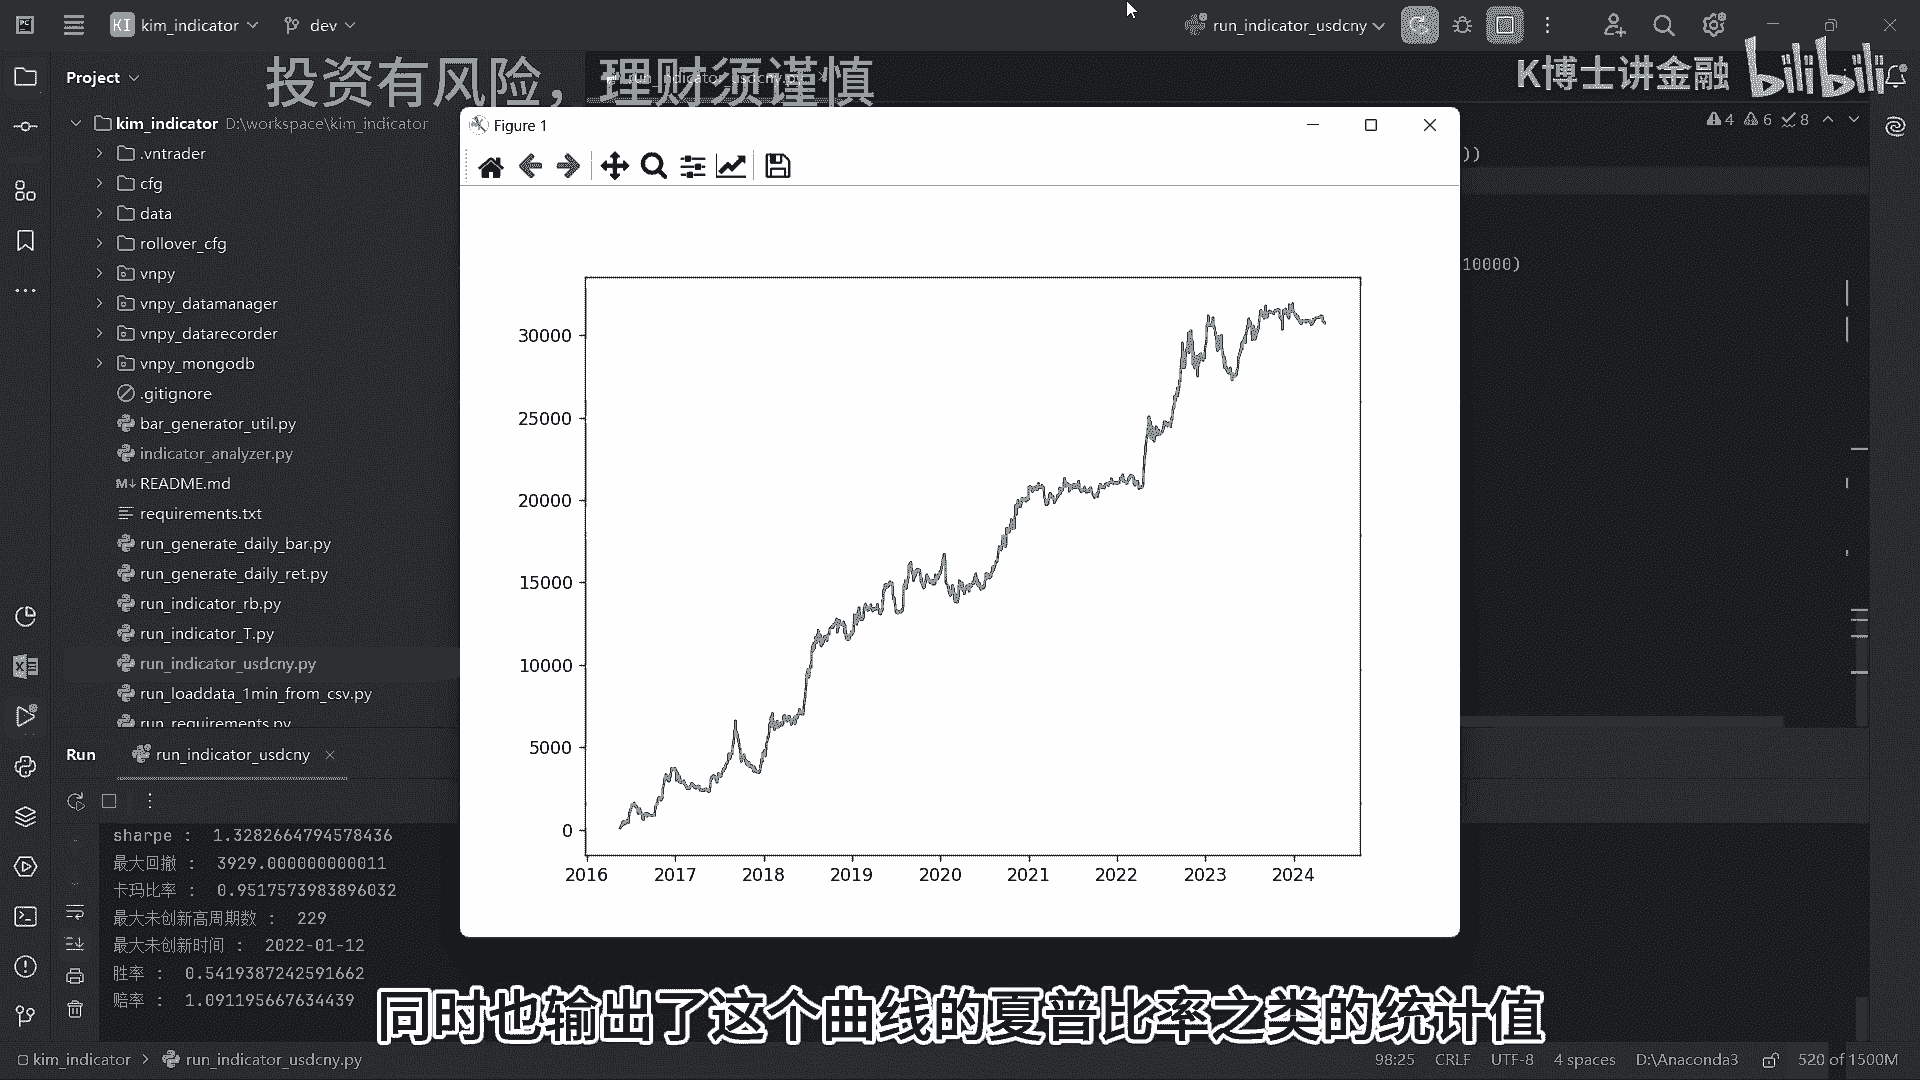 KI kim_indicator
dev
run_indicator_usdcny
Project
投资有风险，理财须谨慎
K博士讲金融 bilibili
kim_indicator D:\workspace\kim_indicator
Figure 1
4 6 8
.vntrader
))
cfg
data
rollover_cfg
vnpy
10000)
vnpy_datamanager
vnpy_datarecorder
vnpy_mongodb
.gitignore
bar_generator_util.py
indicator_analyzer.py
README.md
requirements.txt
run_generate_daily_bar.py
run_generate_daily_ret.py
run_indicator_rb.py
run_indicator_T.py
run_indicator_usdcny.py
run_loaddata_1min_from_csv.py
run_requirements.py
30000
25000
20000
15000
10000
5000
0
2016 2017 2018 2019 2020 2021 2022 2023 2024
Run run_indicator_usdcny
sharpe : 1.3282664794578436
最大回撤 : 3929.000000000011
卡玛比率 : 0.9517573983896032
最大未创新高周期数 : 229
最大未创新时间 : 2022-01-12
胜率 : 0.5419387242591662
赔率 : 1.091195667634439
同时也输出了这个曲线的夏普比率之类的统计值
kim_indicator > run_indicator_usdcny.py
98:25 CRLF UTF-8 4 spaces D:\Anaconda3 520 of 1500M